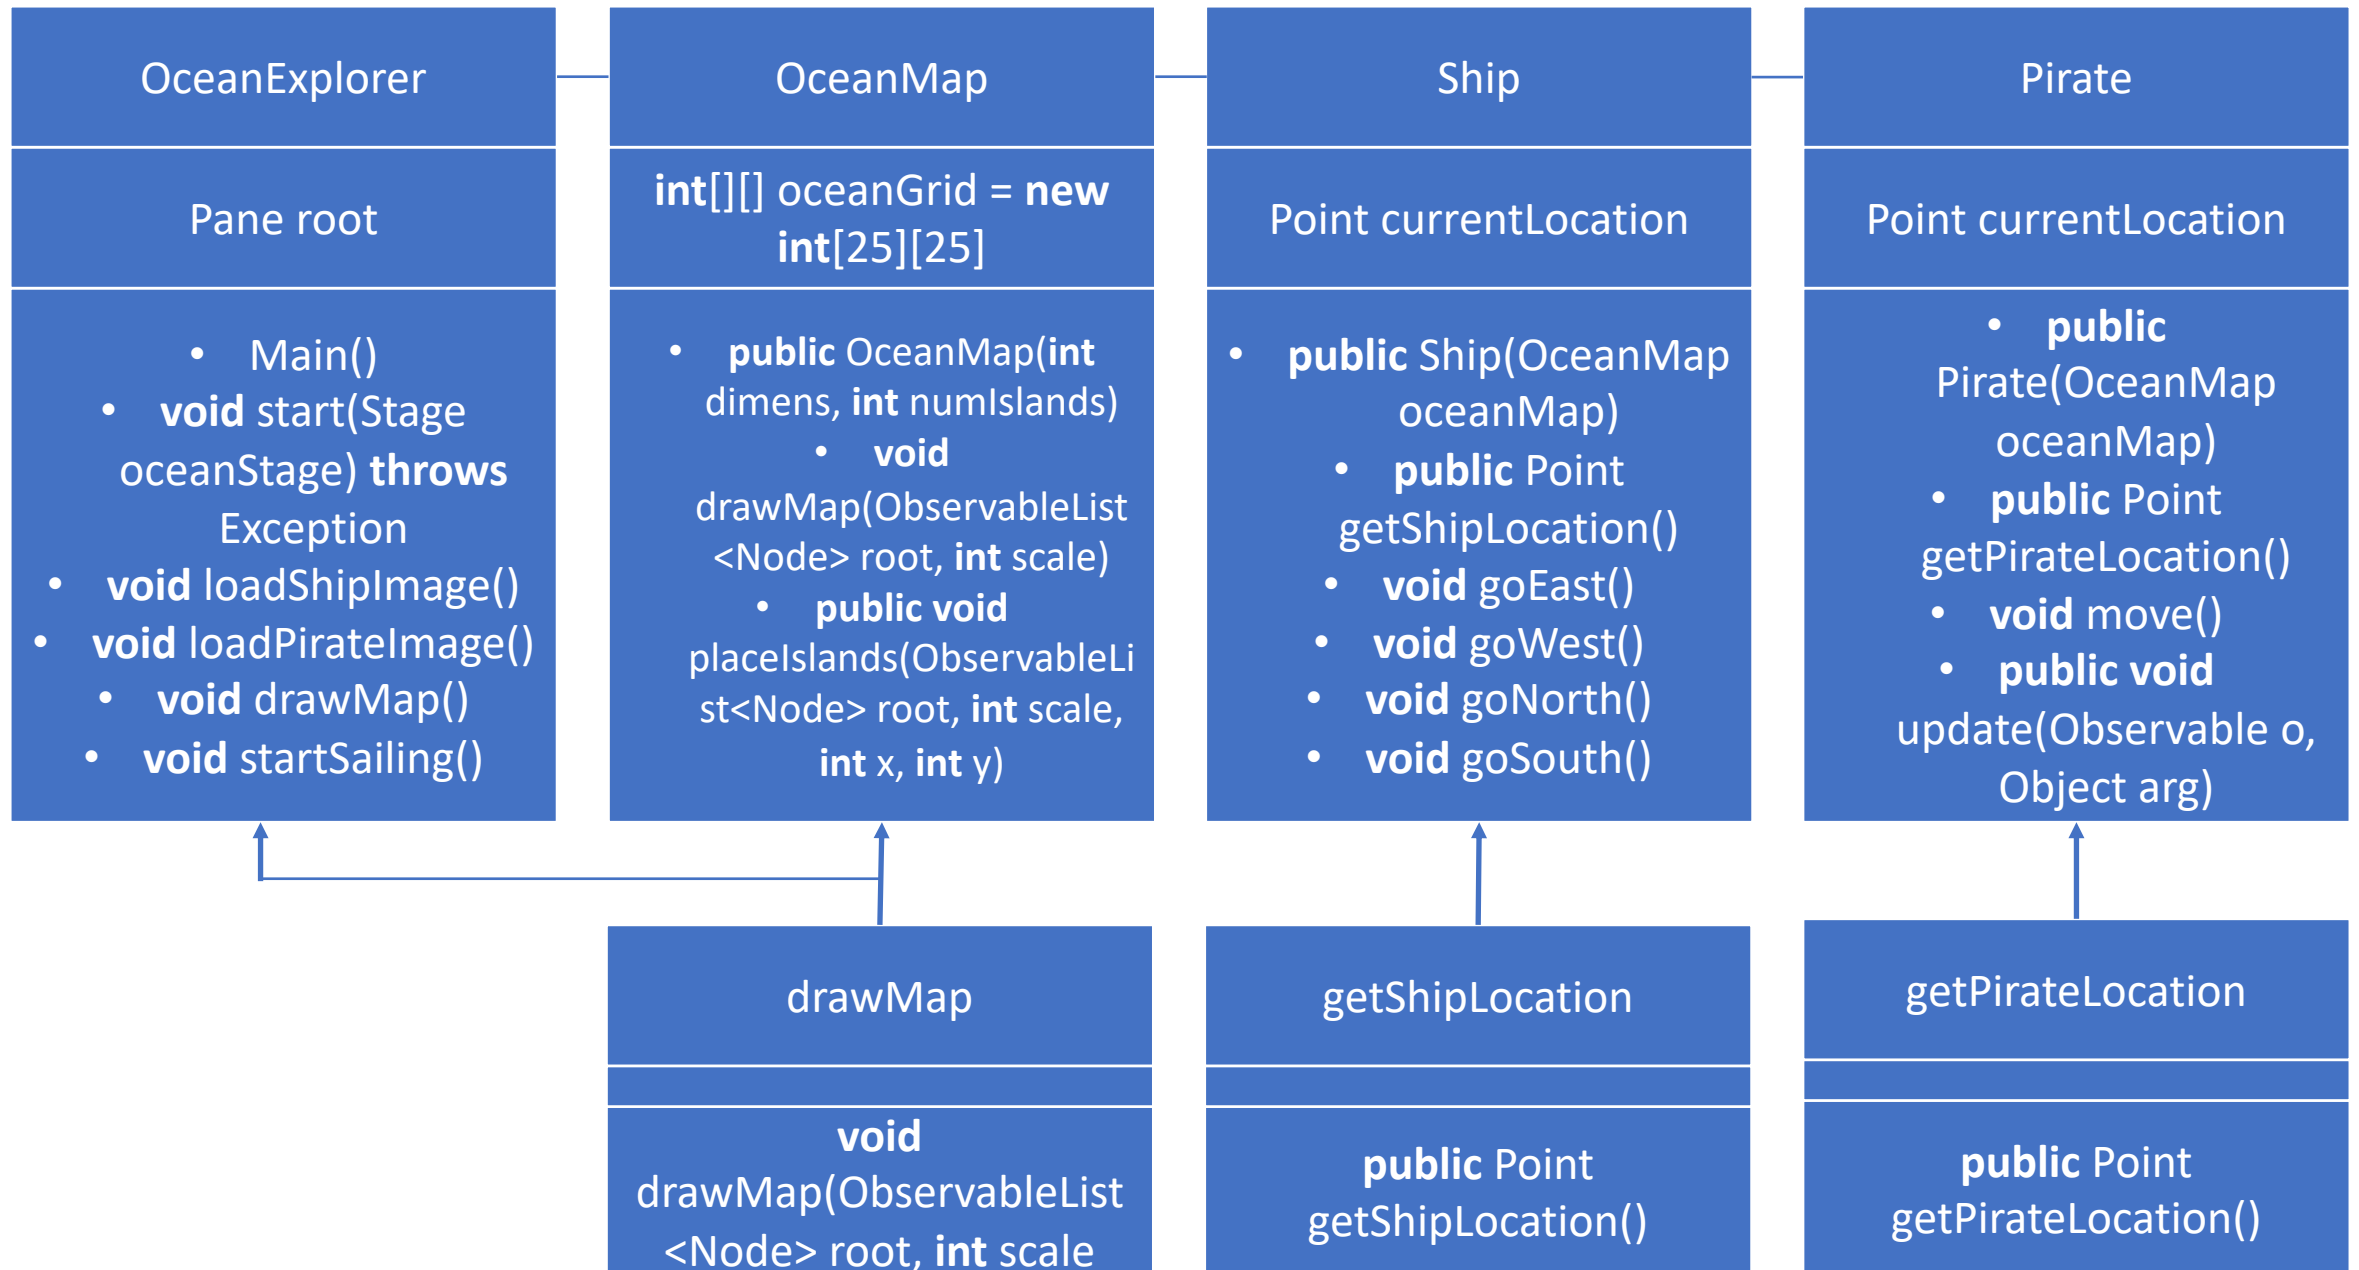 OceanExplorer
Pane root
• Main()
• void start(Stage
oceanStage) throws
Exception
• void loadShipImage()
• void loadPirateImage()
• void drawMap()
• void startSailing()
OceanMap
int[][] oceanGrid = new
int[25][25]
• public OceanMap(int
dimens, int numIslands)
• void
drawMap(ObservableList
<Node> root, int scale)
• public void
placeIslands(ObservableLi
st<Node> root, int scale,
int x, int y)
Ship
Point currentLocation
• public Ship(OceanMap
oceanMap)
• public Point
getShipLocation()
• void goEast()
• void goWest()
• void goNorth()
• void goSouth()
Pirate
Point currentLocation
• public
Pirate(OceanMap
oceanMap)
• public Point
getPirateLocation()
• void move()
• public void
update(Observable o,
Object arg)
drawMap
void
drawMap(ObservableList
<Node> root, int scale
getShipLocation
public Point
getShipLocation()
getPirateLocation
public Point
getPirateLocation()